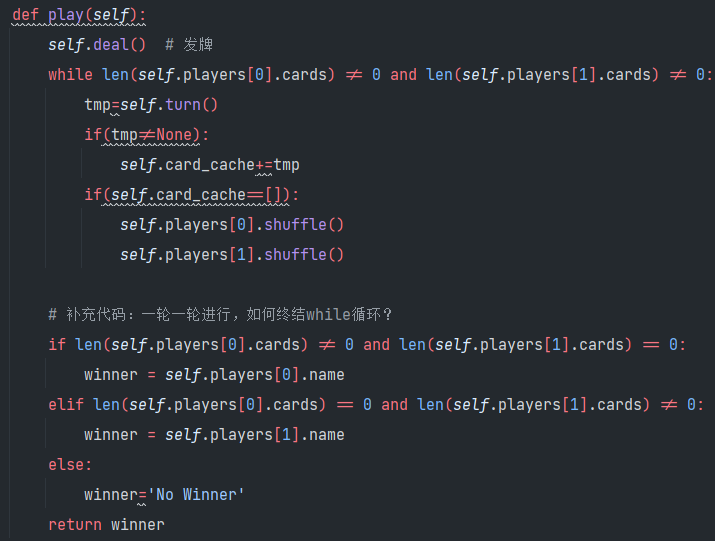 def play(self):
    self.deal()  # 发牌
    while len(self.players[0].cards) != 0 and len(self.players[1].cards) != 0:
        tmp=self.turn()
        if(tmp!=None):
            self.card_cache+=tmp
        if(self.card_cache==[]):
            self.players[0].shuffle()
            self.players[1].shuffle()
    # 补充代码：一轮一轮进行，如何终结while循环？
    if len(self.players[0].cards) != 0 and len(self.players[1].cards) == 0:
        winner = self.players[0].name
    elif len(self.players[0].cards) == 0 and len(self.players[1].cards) != 0:
        winner = self.players[1].name
    else:
        winner='No Winner'
    return winner